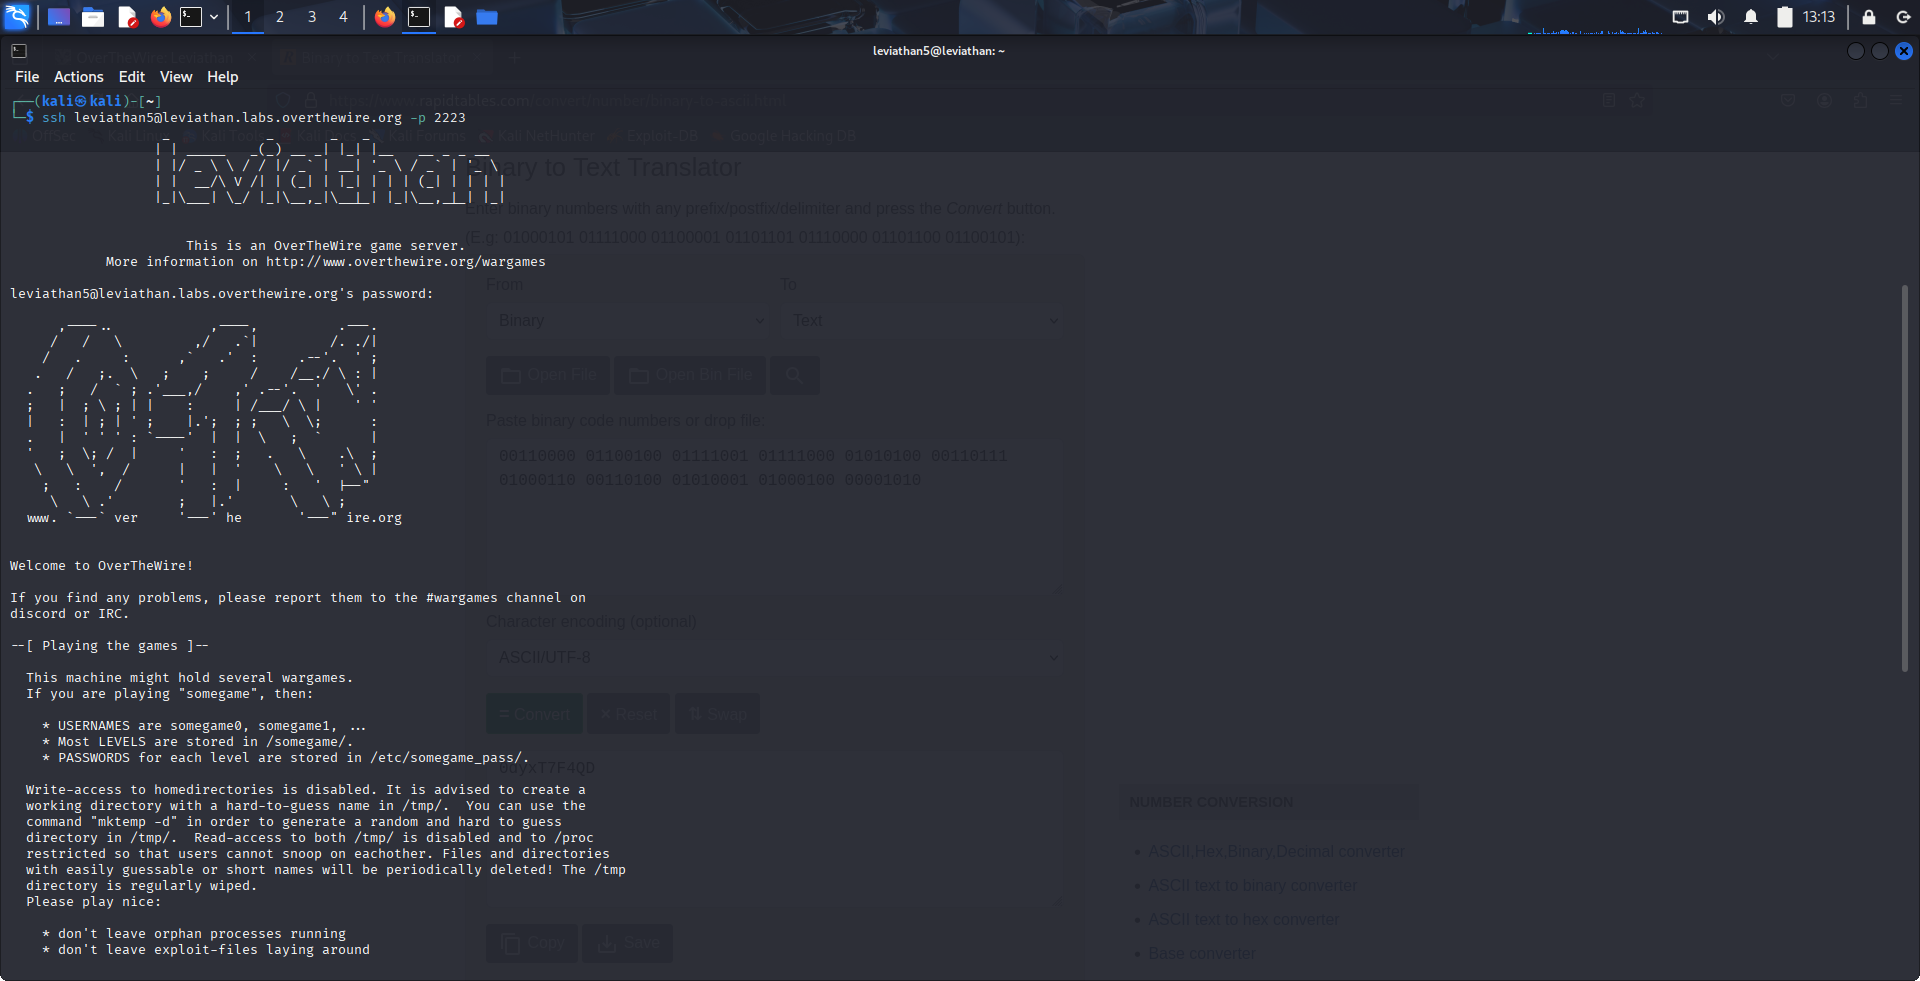 1 2 3 4 13:13
leviathan5@leviathan: ~
File Actions Edit View Help
(kali㉿kali)-[~]
$ ssh leviathan5@leviathan.labs.overthewire.org -p 2223
leviathan
Binary to Text Translator
Enter binary numbers with any prefix/postfix/delimiter and press the Convert button.
(E.g: 01000101 01111000 01100001 01101101 01110000 01101100 01100101):
This is an OverTheWire game server.
More information on http://www.overthewire.org/wargames
From To
leviathan5@leviathan.labs.overthewire.org's password:
Binary Text
Open File Open Bin File
Paste binary code numbers or drop file:
00110000 01100100 01111001 01111000 01010100 00110111
01000110 00110100 01010001 01000100 00001010
www. ver he ire.org
Welcome to OverTheWire!
If you find any problems, please report them to the #wargames channel on
discord or IRC.
Character encoding (optional)
--[ Playing the games ]--
ASCII/UTF-8
This machine might hold several wargames.
If you are playing "somegame", then:
= Convert × Reset Swap
* USERNAMES are somegame0, somegame1, ...
* Most LEVELS are stored in /somegame/.
* PASSWORDS for each level are stored in /etc/somegame_pass/.
0dyxT7F4QD
Write-access to homedirectories is disabled. It is advised to create a
working directory with a hard-to-guess name in /tmp/.  You can use the
command "mktemp -d" in order to generate a random and hard to guess
directory in /tmp/.  Read-access to both /tmp/ is disabled and to /proc
restricted so that users cannot snoop on eachother. Files and directories
with easily guessable or short names will be periodically deleted! The /tmp
directory is regularly wiped.
Please play nice:
* don't leave orphan processes running
* don't leave exploit-files laying around
Copy Save
NUMBER CONVERSION
• ASCII,Hex,Binary,Decimal converter
• ASCII text to binary converter
• ASCII text to hex converter
• Base converter